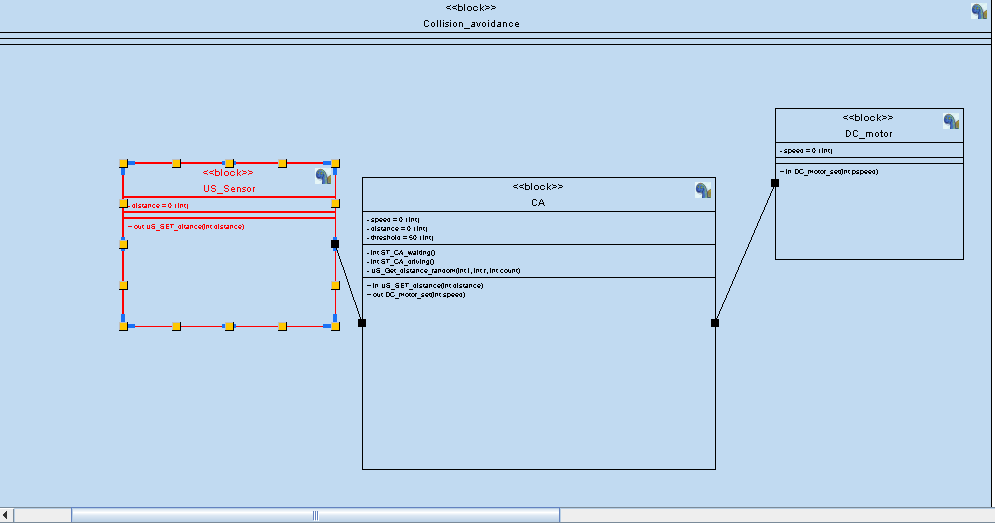 <<block>>
Collision_avoidance
<<block>>
US_Sensor
- distance = 0 : int;
~ out US_SET_ditance(int distance)
<<block>>
CA
- speed = 0 : int;
- distance = 0 : int;
- threshold = 50 : int;
- int ST_CA_waiting()
- int ST_CA_driving()
- US_Get_distance_random(int l, int r, int count)
~ in US_SET_distance(int distance)
~ out DC_motor_set(int speed)
<<block>>
DC_motor
- speed = 0 : int;
~ in DC_motor_set(int pspeed)